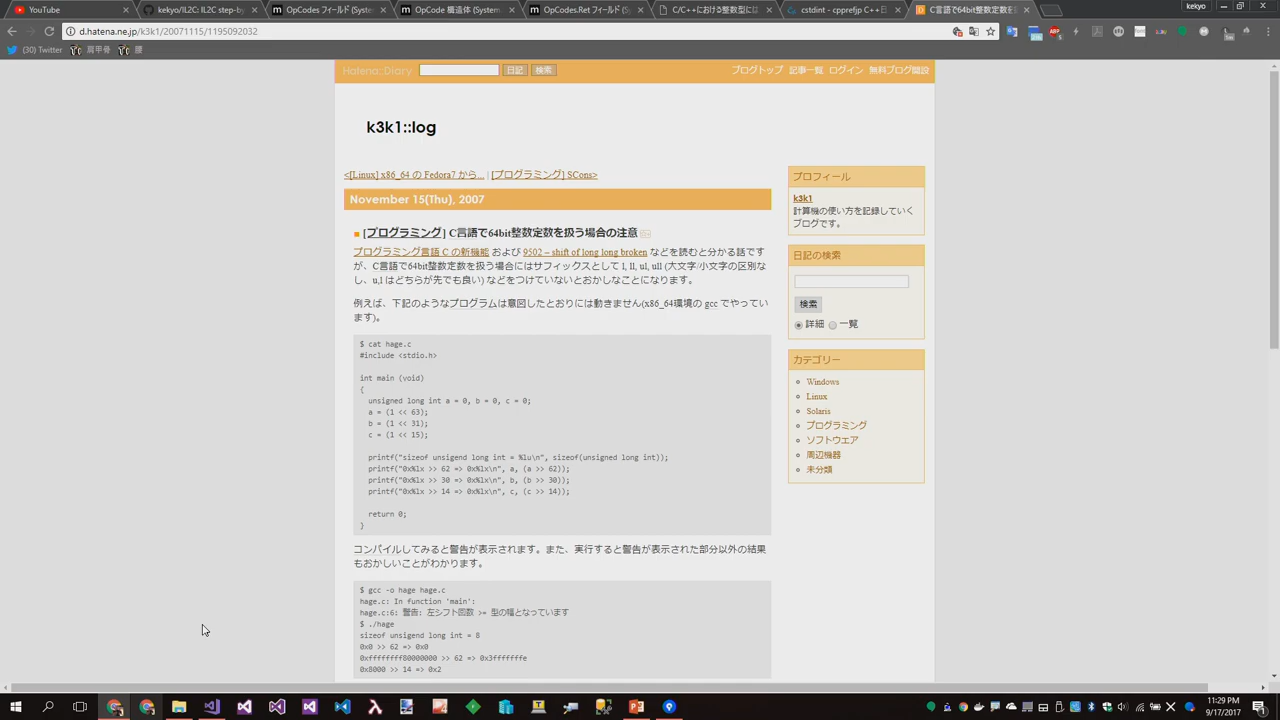 YouTube
kekyo/IL2C: IL2C step-by
OpCodes フィールド (System.
OpCode 構造体 (System.
OpCodes.Ret フィールド (S
C/C++における整数型には
cstdint - cpprefjp C++日
C言語で64bit整数定数を扱
kekyo
d.hatena.ne.jp/k3k1/20071115/1195092032
(30) Twitter
肩甲骨
腰
Hatena::Diary
日記
検索
ブログトップ 記事一覧 ログイン 無料ブログ開設
k3k1::log
<[Linux] x86_64 の Fedora7 から... | [プログラミング] SCons>
November 15(Thu), 2007
[プログラミング] C言語で64bit整数定数を扱う場合の注意
プログラミング言語 C の新機能 および 9502 – shift of long long broken などを読むと分かる話です
が、C言語で64bit整数定数を扱う場合にはサフィックスとして l, ll, ul, ull (大文字/小文字の区別な
し、u,l はどちらが先でも良い) などをつけていないとおかしなことになります。
例えば、下記のようなプログラムは意図したとおりには動きません(x86_64環境の gcc でやってい
ます)。
$ cat hage.c
#include <stdio.h>
int main (void)
{
unsigned long int a = 0, b = 0, c = 0;
a = (1 << 63);
b = (1 << 31);
c = (1 << 15);
printf("sizeof unsigend long int = %lu\n", sizeof(unsigned long int));
printf("0x%lx >> 62 => 0x%lx\n", a, (a >> 62));
printf("0x%lx >> 30 => 0x%lx\n", b, (b >> 30));
printf("0x%lx >> 14 => 0x%lx\n", c, (c >> 14));
return 0;
}
コンパイルしてみると警告が表示されます。また、実行すると警告が表示された部分以外の結果
もおかしいことがわかります。
$ gcc -o hage hage.c
hage.c: In function 'main':
hage.c:6: 警告: 左シフト回数 >= 型の幅となっています
$ ./hage
sizeof unsigend long int = 8
0x0 >> 62 => 0x0
0xffffffff80000000 >> 62 => 0x3fffffffe
0x8000 >> 14 => 0x2
プロフィール
k3k1
計算機の使い方を記録していく
ブログです。
日記の検索
検索
詳細 一覧
カテゴリー
Windows
Linux
Solaris
プログラミング
ソフトウエア
周辺機器
未分類
11:29 PM
9/17/2017